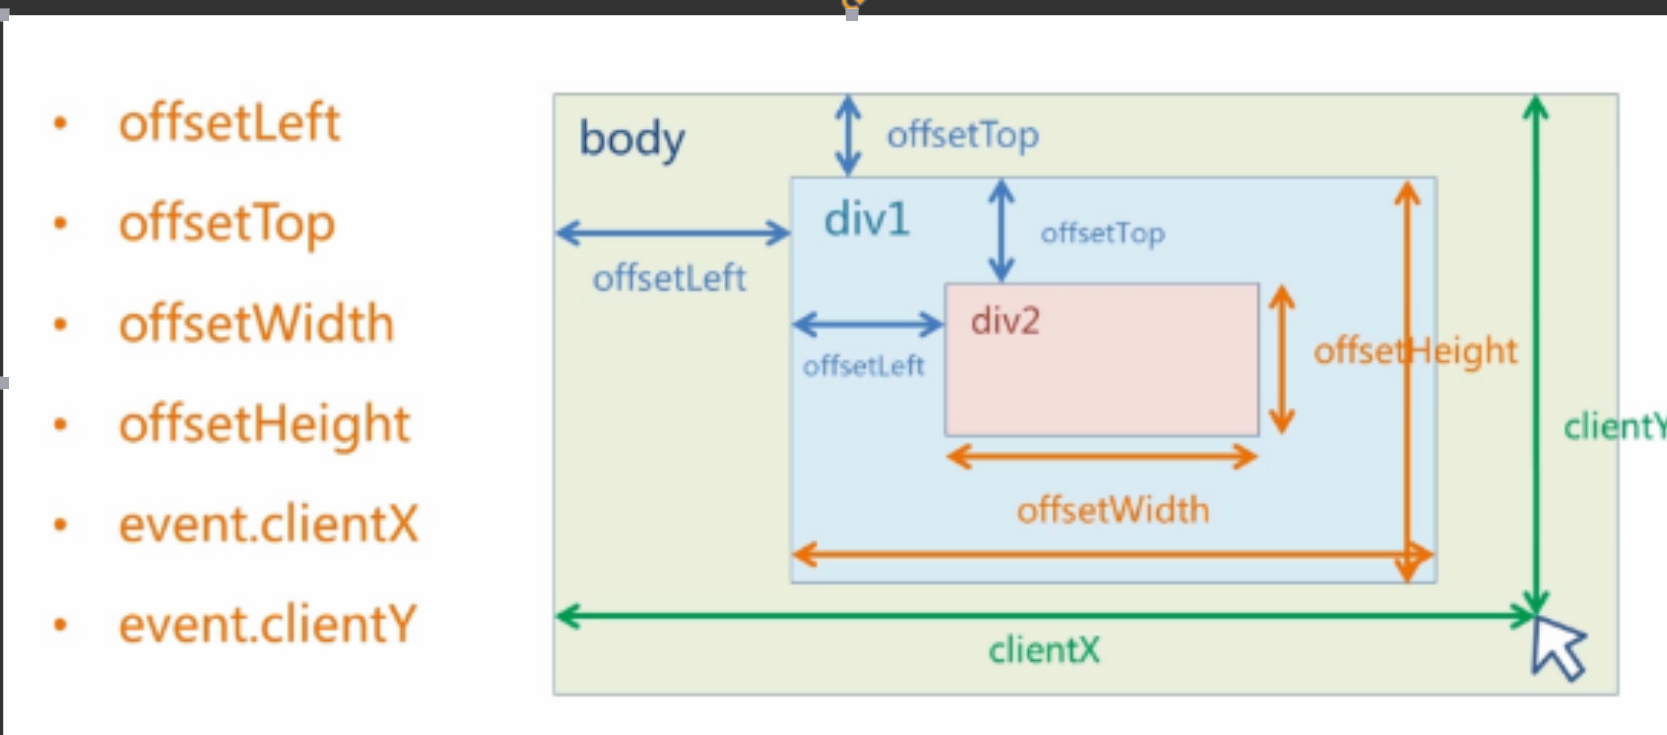 • offsetLeft
• offsetTop
• offsetWidth
• offsetHeight
• event.clientX
• event.clientY
body
offsetTop
div1
offsetTop
offsetLeft
div2
offsetLeft
offsetHeight
clientY
offsetWidth
clientX